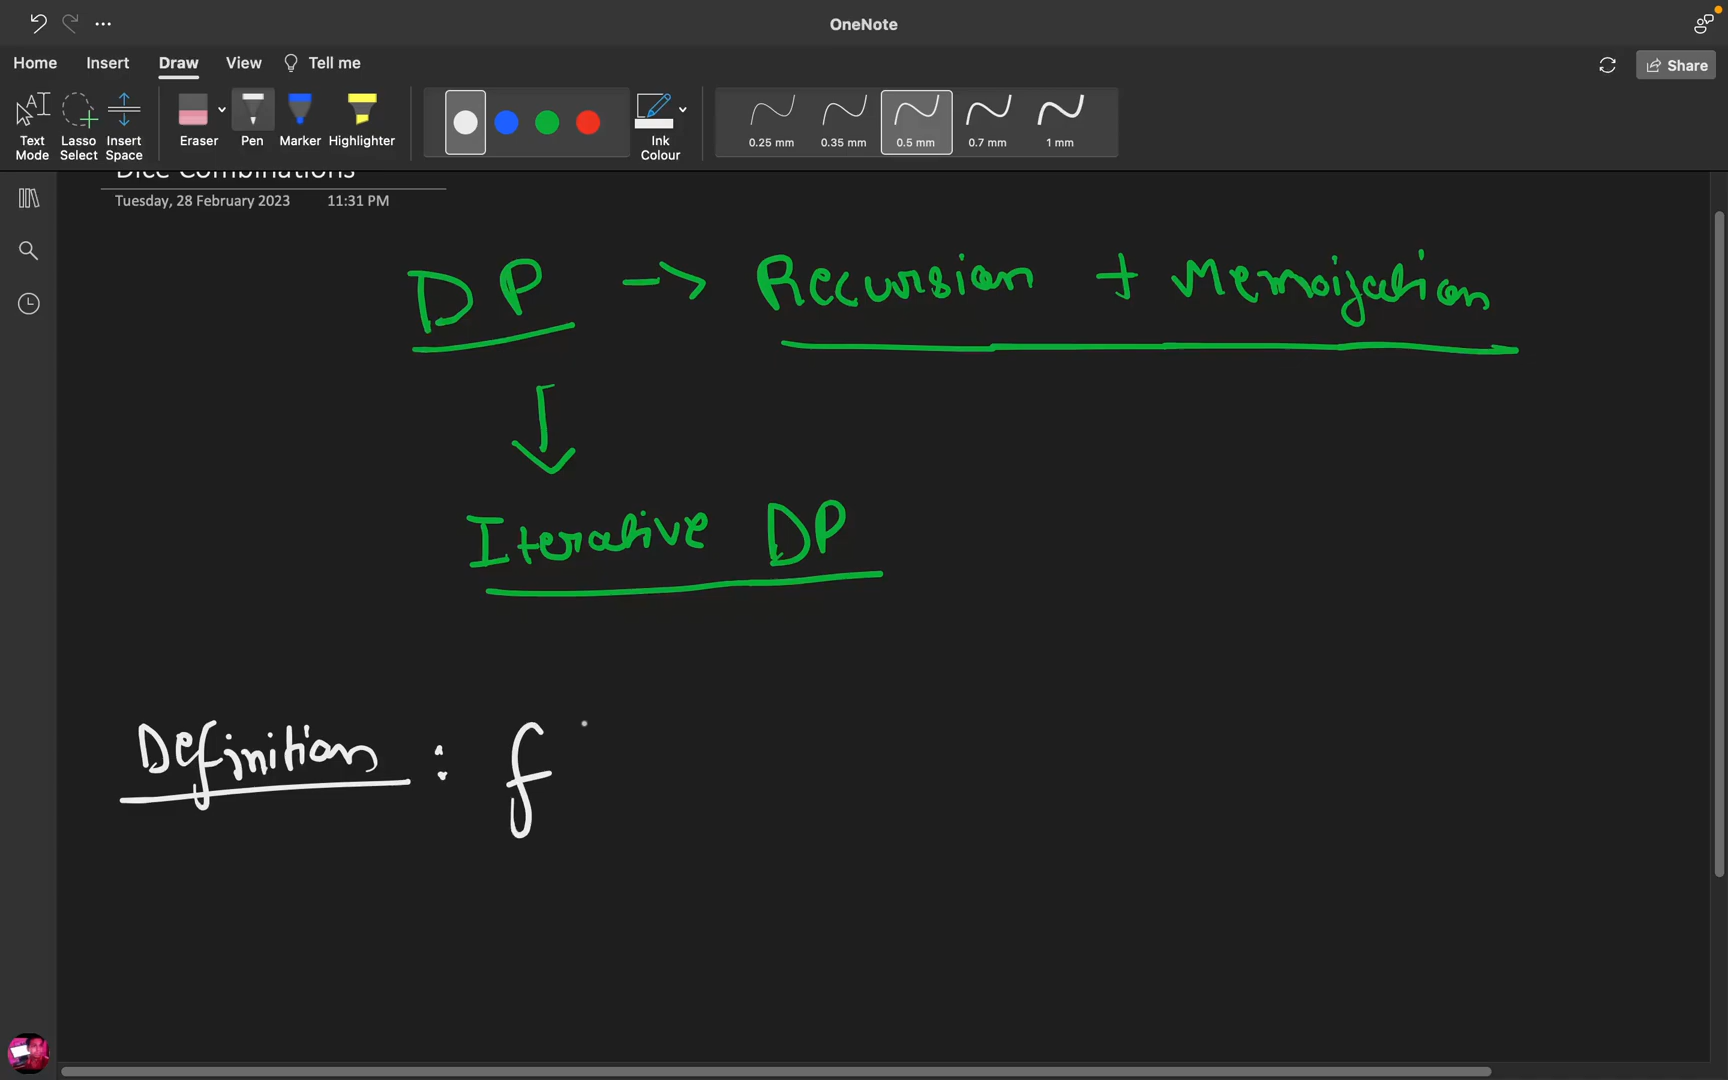 OneNote
Home Insert Draw View Tell me
Share
Text Mode
Lasso Select
Insert Space
Eraser
Pen
Marker
Highlighter
Ink Colour
0.25 mm
0.35 mm
0.5 mm
0.7 mm
1 mm
Dice Combinations
Tuesday, 28 February 2023 11:31 PM
DP -> Recursion + Memoization
Iterative DP
Definition : f